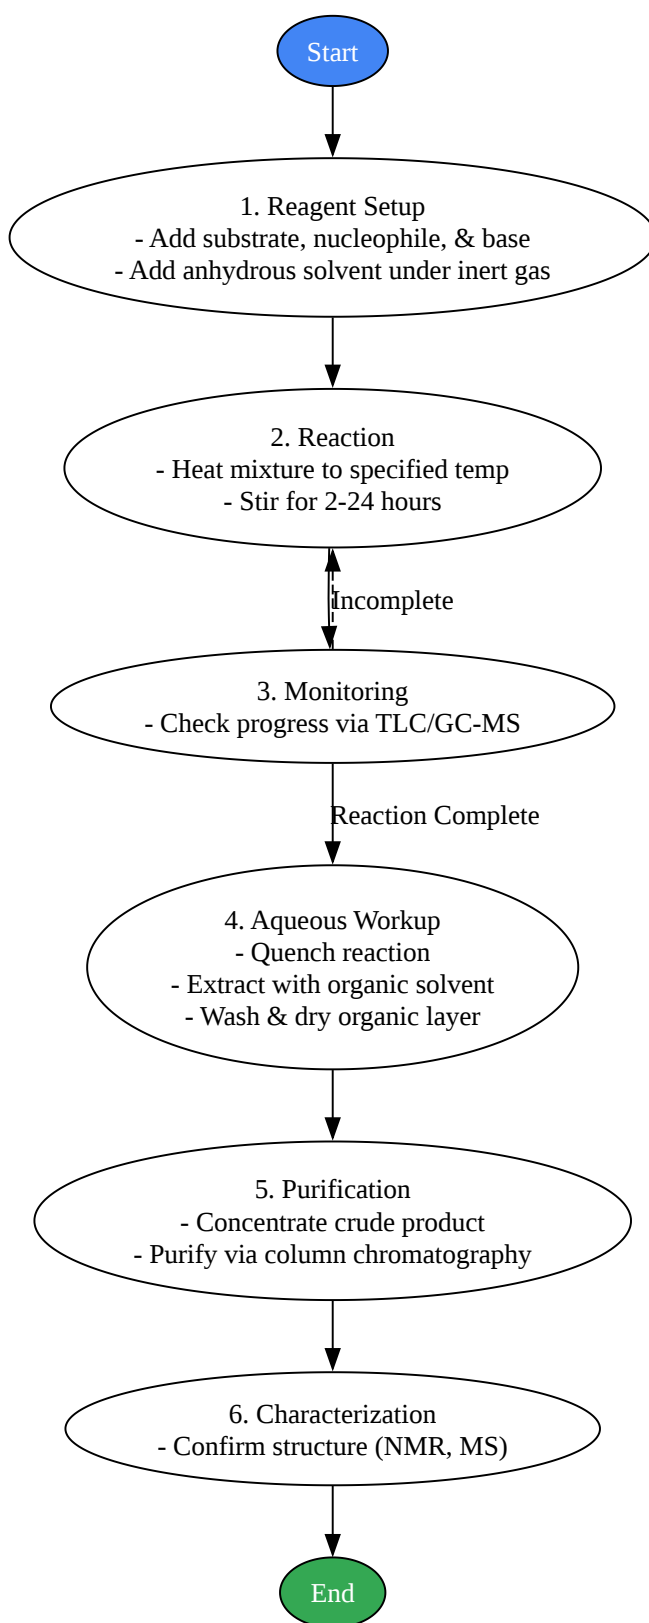 Start
1. Reagent Setup
- Add substrate, nucleophile, & base
- Add anhydrous solvent under inert gas
2. Reaction
- Heat mixture to specified temp
- Stir for 2-24 hours
Incomplete
3. Monitoring
- Check progress via TLC/GC-MS
Reaction Complete
4. Aqueous Workup
- Quench reaction
- Extract with organic solvent
- Wash & dry organic layer
5. Purification
- Concentrate crude product
- Purify via column chromatography
6. Characterization
- Confirm structure (NMR, MS)
End